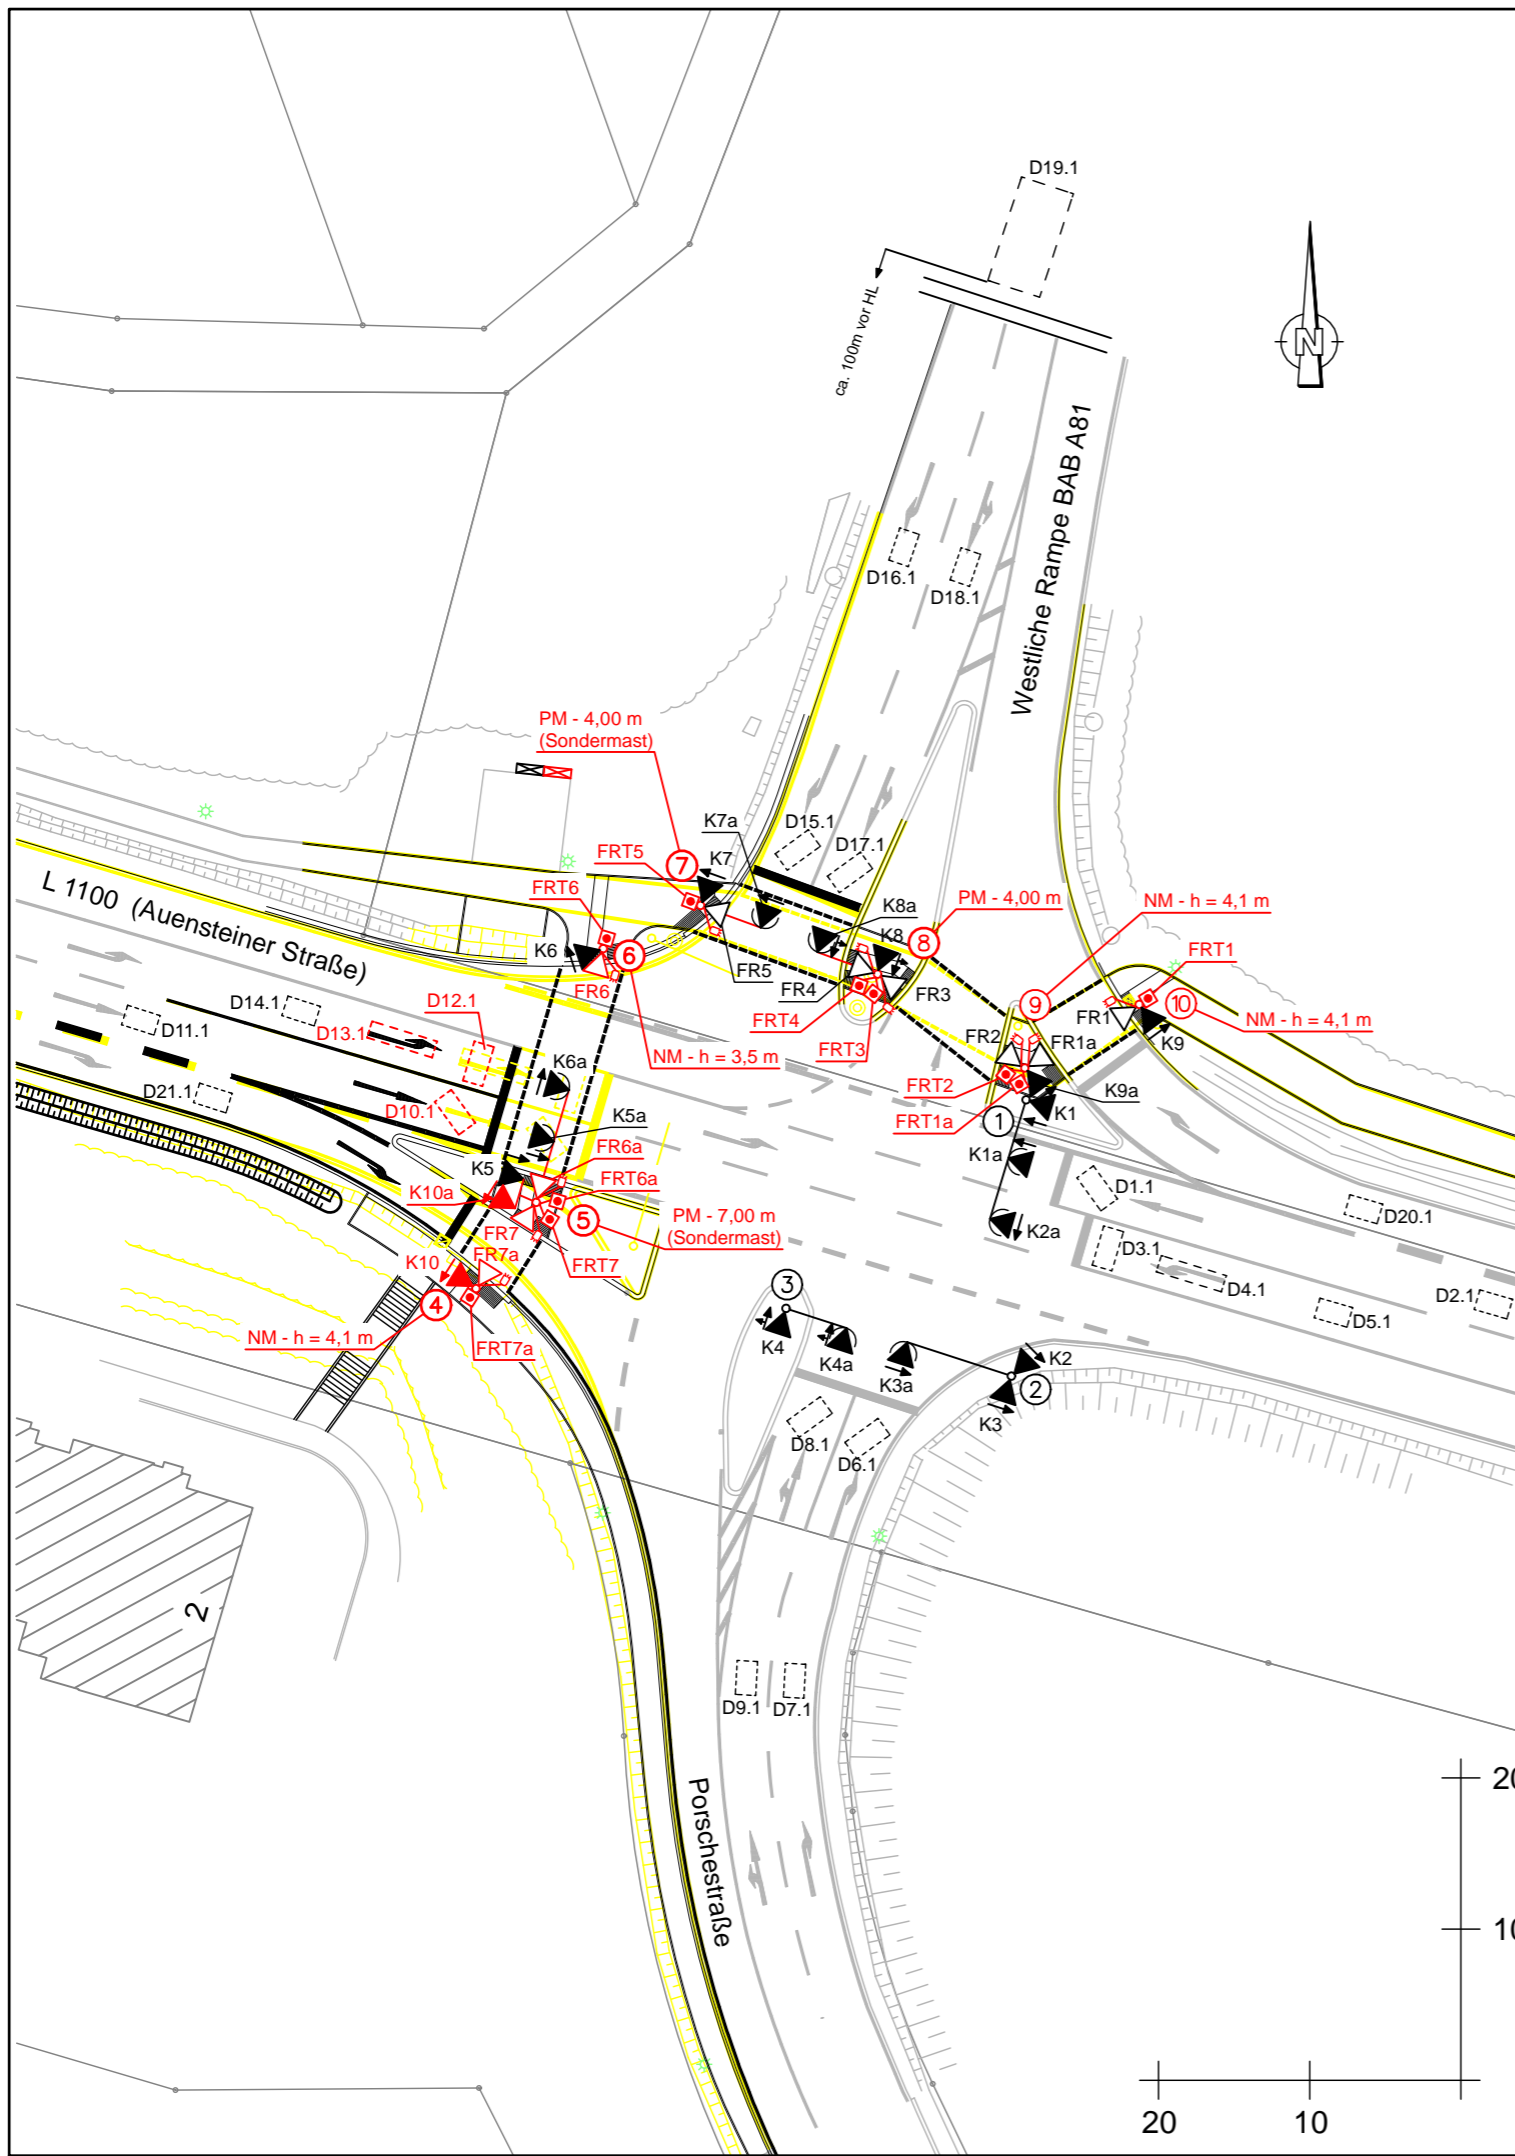 D19.1
ca. 100m vor HL
N
Westliche Rampe BAB A81
D16.1
D18.1
PM - 4,00 m
(Sondermast)
K7a
D15.1
D17.1
K7
7
FRT5
FRT6
K8a
PM - 4,00 m
NM - h = 4,1 m
L 1100 (Auensteiner Straße)
K6
6
FR6
FR5
K8
8
FR4
FR3
FRT4
FRT3
9
FRT1
10
FR1
NM - h = 4,1 m
K9
D14.1
D12.1
D11.1
D13.1
NM - h = 3,5 m
FR2
FR1a
K6a
FRT2
K9a
D21.1
D10.1
K5a
FRT1a
1
K1
FR6a
K5
K1a
K10a
FRT6a
D1.1
5
PM - 7,00 m
(Sondermast)
D20.1
FR7
K2a
D3.1
K10
FR7a
FRT7
D4.1
3
D2.1
4
D5.1
NM - h = 4,1 m
FRT7a
K4
K4a
K3a
K2
2
K3
D8.1
D6.1
2
D9.1
D7.1
Porschestraße
20
10
20
10